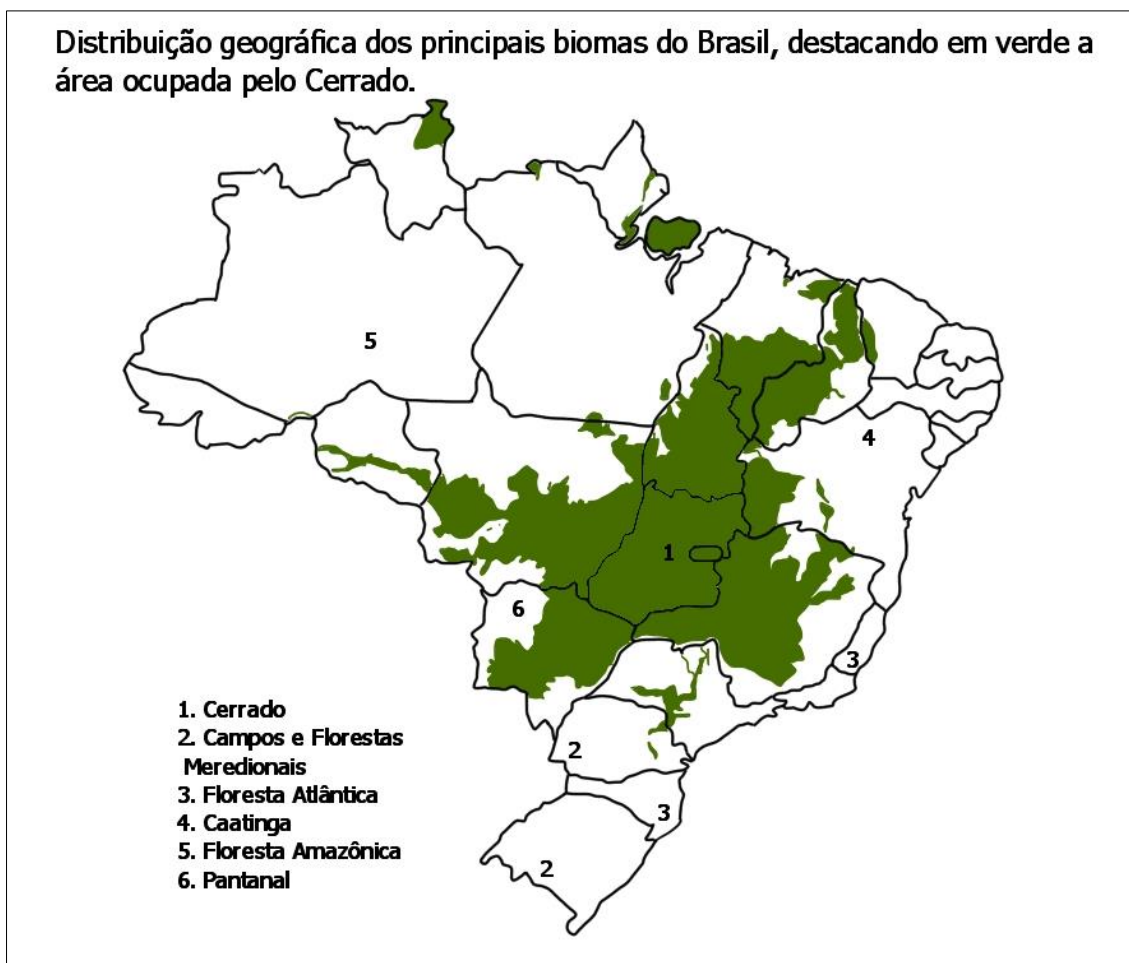 Distribuição geográfica dos principais biomas do Brasil, destacando em verde a
área ocupada pelo Cerrado.
5
4
1
6
3
2
3
2
1. Cerrado
2. Campos e Florestas
Meredionais
3. Floresta Atlântica
4. Caatinga
5. Floresta Amazônica
6. Pantanal